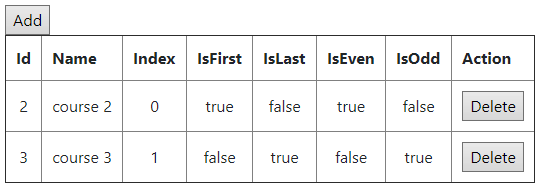 Add
Id Name Index IsFirst IsLast IsEven IsOdd Action
2 course 2 0 true false true false Delete
3 course 3 1 false true false true Delete